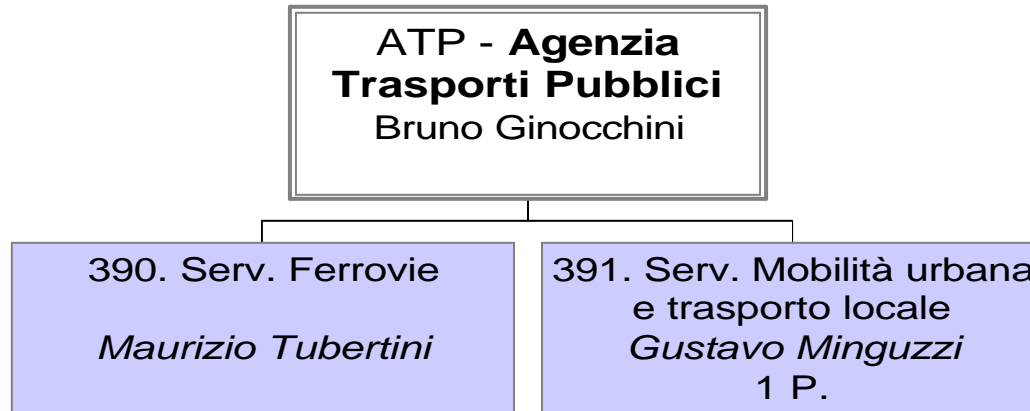 ATP - Agenzia
Trasporti Pubblici
Bruno Ginocchini
390. Serv. Ferrovie
Maurizio Tubertini
391. Serv. Mobilità urbana
e trasporto locale
Gustavo Minguzzi
1 P.